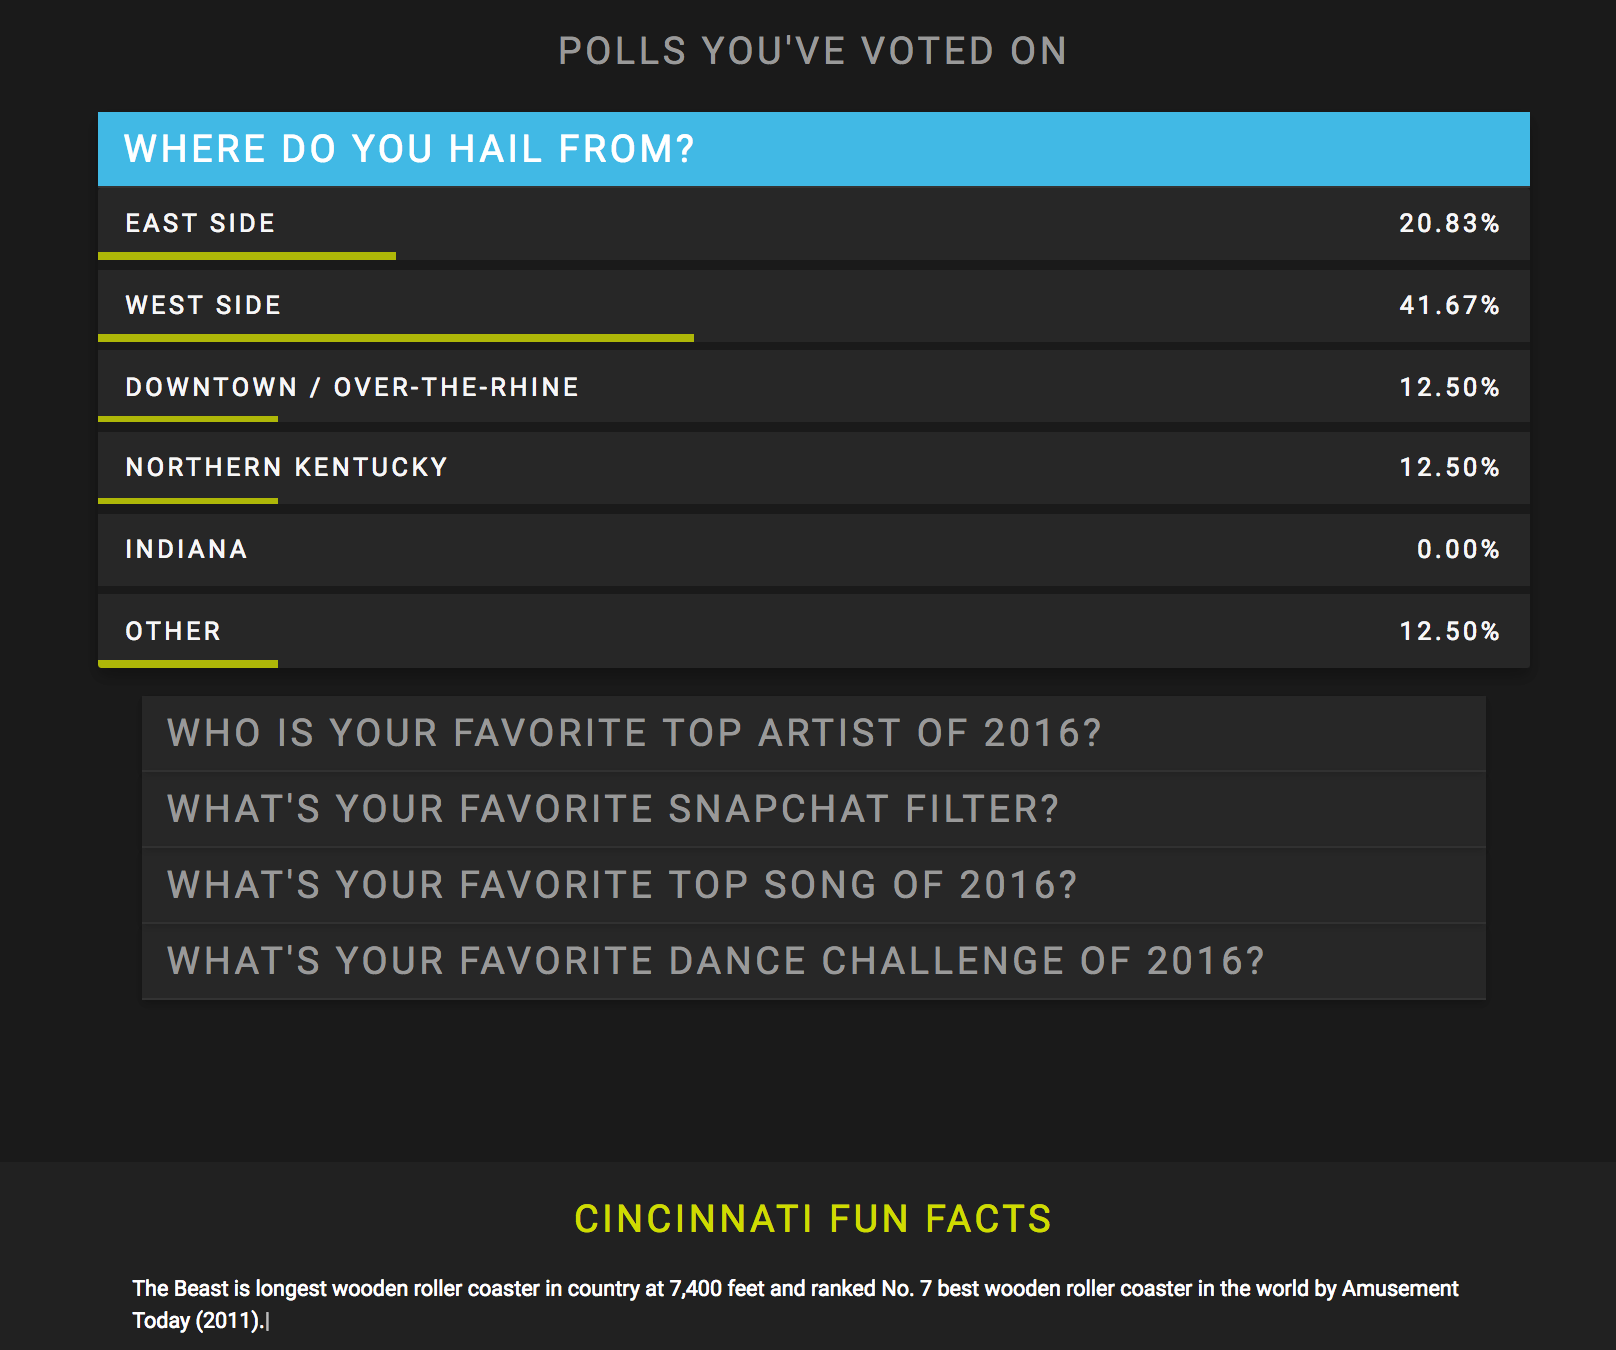 POLLS YOU'VE VOTED ON
WHERE DO YOU HAIL FROM?
EAST SIDE 20.83%
WEST SIDE 41.67%
DOWNTOWN / OVER-THE-RHINE 12.50%
NORTHERN KENTUCKY 12.50%
INDIANA 0.00%
OTHER 12.50%
WHO IS YOUR FAVORITE TOP ARTIST OF 2016?
WHAT'S YOUR FAVORITE SNAPCHAT FILTER?
WHAT'S YOUR FAVORITE TOP SONG OF 2016?
WHAT'S YOUR FAVORITE DANCE CHALLENGE OF 2016?
CINCINNATI FUN FACTS
The Beast is longest wooden roller coaster in country at 7,400 feet and ranked No. 7 best wooden roller coaster in the world by Amusement
Today (2011).|